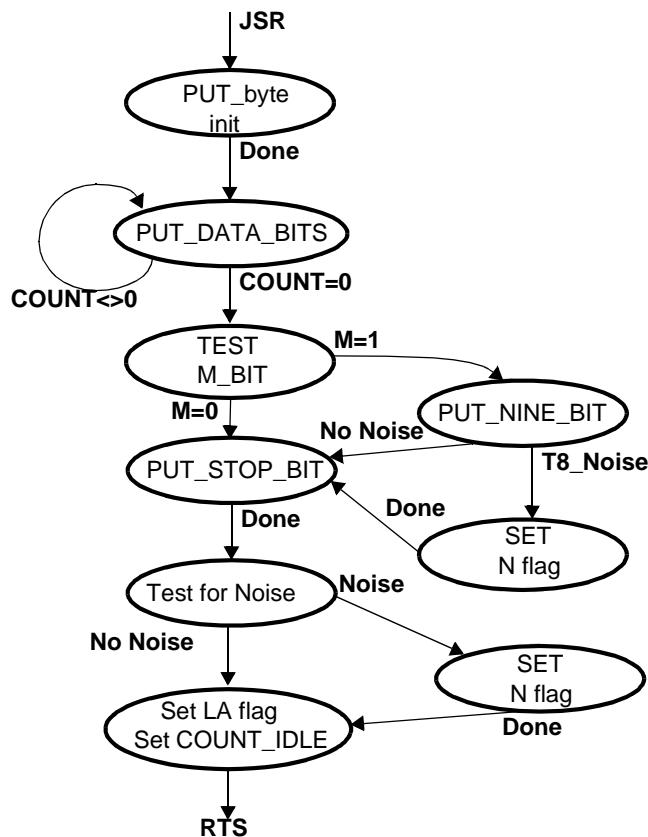 JSR
PUT_byte
init
Done
PUT_DATA_BITS
COUNT=0
COUNT<>0
TEST
M_BIT
M=1
M=0
PUT_NINE_BIT
No Noise
PUT_STOP_BIT
T8_Noise
Done
Done
SET
N flag
Test for Noise
Noise
No Noise
SET
N flag
Set LA flag
Set COUNT_IDLE
Done
RTS